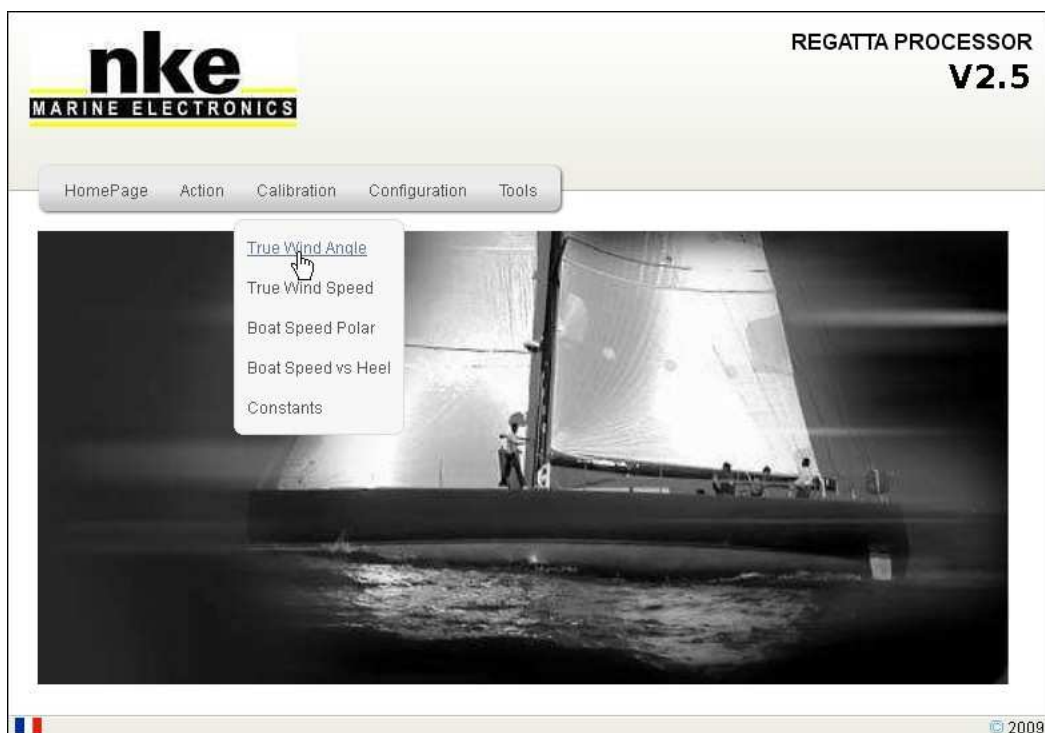 nke
MARINE ELECTRONICS
REGATTA PROCESSOR
V2.5
HomePage Action Calibration Configuration Tools
True Wind Angle
True Wind Speed
Boat Speed Polar
Boat Speed vs Heel
Constants
© 2009